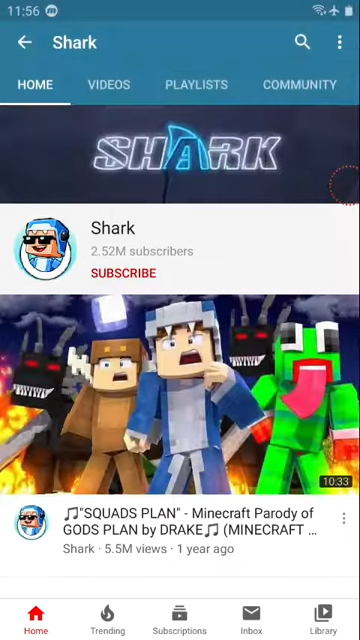 11:56
Shark
HOME VIDEOS PLAYLISTS COMMUNITY
SHARK
Shark
2.52M subscribers
SUBSCRIBE
10:33
🎵"SQUADS PLAN" - Minecraft Parody of
GODS PLAN by DRAKE🎵 (MINECRAFT ...
Shark · 5.5M views · 1 year ago
Home Trending Subscriptions Inbox Library